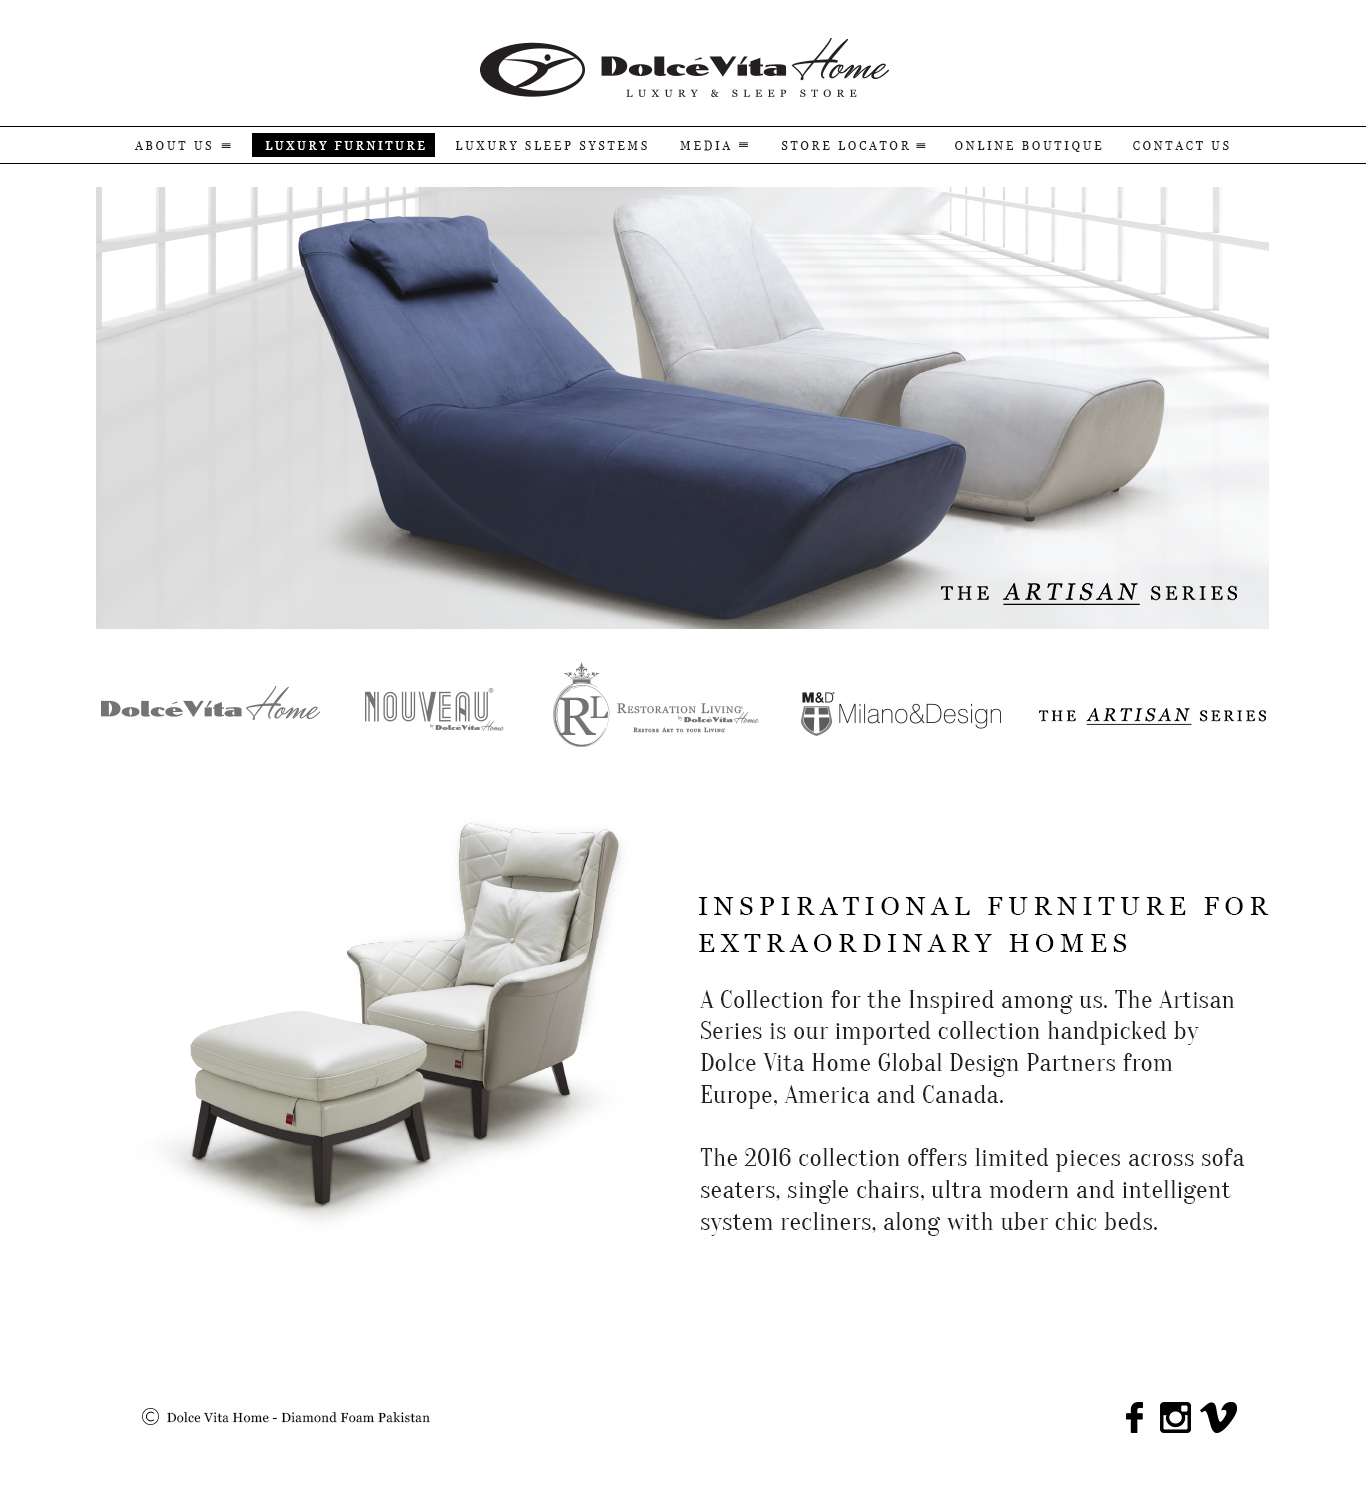 DolcéVíta Home
LUXURY & SLEEP STORE
ABOUT US LUXURY FURNITURE LUXURY SLEEP SYSTEMS MEDIA STORE LOCATOR ONLINE BOUTIQUE CONTACT US
THE ARTISAN SERIES
DolcéVíta Home
NOUVEAU®
by DolcéVíta Home
RL
RESTORATION LIVING
by DolcéVíta Home
RESTORE ART TO YOUR LIVING
M&D
Milano&Design
THE ARTISAN SERIES
INSPIRATIONAL FURNITURE FOR
EXTRAORDINARY HOMES
A Collection for the Inspired among us. The Artisan
Series is our imported collection handpicked by
Dolce Vita Home Global Design Partners from
Europe, America and Canada.
The 2016 collection offers limited pieces across sofa
seaters, single chairs, ultra modern and intelligent
system recliners, along with uber chic beds.
© Dolce Vita Home - Diamond Foam Pakistan